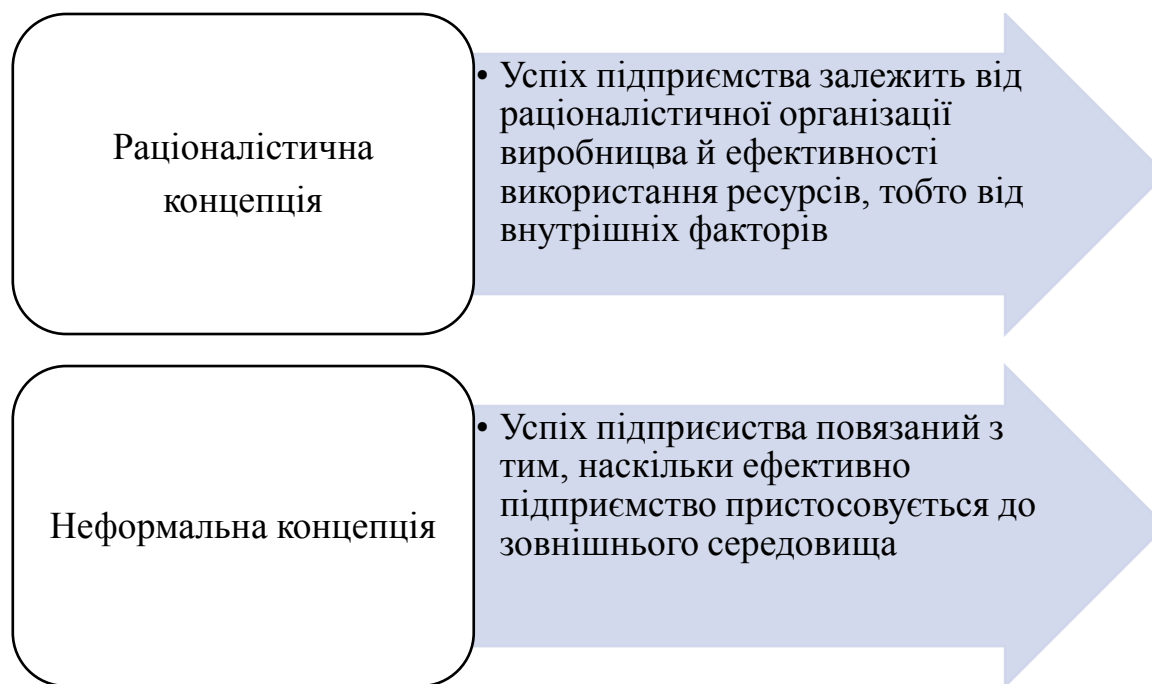 Раціоналістична
концепція
• Успіх підприємства залежить від
раціоналістичної організації
виробницва й ефективності
використання ресурсів, тобто від
внутрішніх факторів
Неформальна концепція
• Успіх підприєиства повязаний з
тим, наскільки ефективно
підприємство пристосовується до
зовнішнього середовища